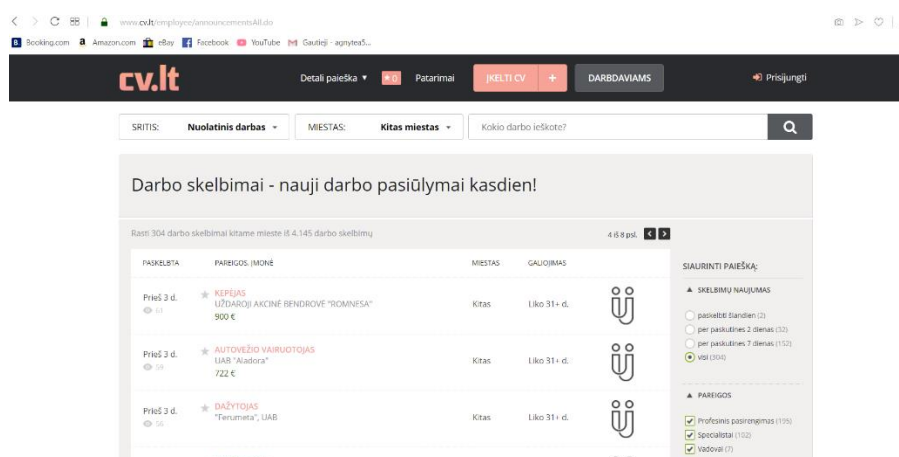 www.cv.lt/employee/announcementsAll.do
Booking.com Amazon.com eBay Facebook YouTube Gautieji - agnytea5...
cv.lt
Detali paieška 0 Patarimai ĮKELTI CV + DARBDAVIAMS Prisijungti
SRITIS: Nuolatinis darbas MIESTAS: Kitas miestas Kokio darbo ieškote?
Darbo skelbimai - nauji darbo pasiūlymai kasdien!
Rasti 304 darbo skelbimai kitame mieste iš 4.145 darbo skelbimų 4 iš 8 psl.
PASKELBTA PAREIGOS, ĮMONĖ MIESTAS GALIOJIMAS
SIAURINTI PAIEŠKĄ:
SKELBIMŲ NAUJUMAS
paskelbti šiandien (2)
per paskutines 2 dienas (32)
per paskutines 7 dienas (152)
visi (304)
PAREIGOS
Profesinis pasirengimas (195)
Specialistai (102)
Vadovai (7)
Prieš 3 d. KEPĖJAS Kitas Liko 31+ d.
UŽDAROJI AKCINĖ BENDROVĖ "ROMNESA"
900 €
Prieš 3 d. AUTOVEŽIO VAIRUOTOJAS Kitas Liko 31+ d.
UAB "Aladora"
722 €
Prieš 3 d. DAŽYTOJAS Kitas Liko 31+ d.
"Ferumeta", UAB